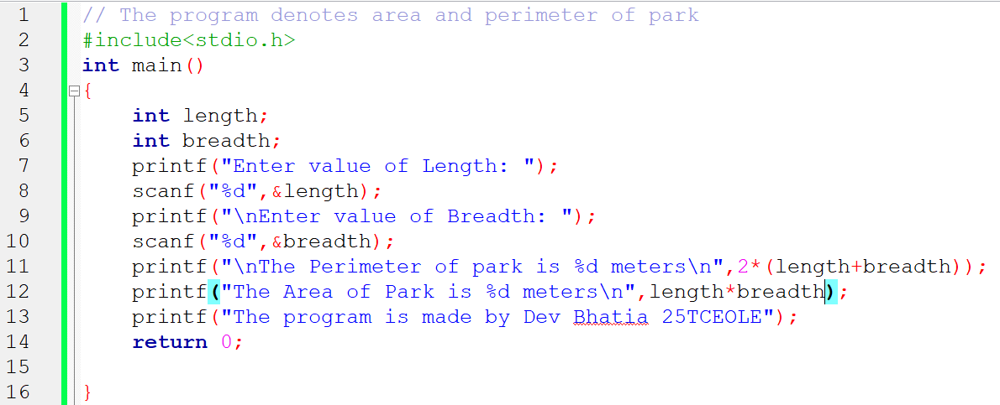 1 // The program denotes area and perimeter of park
2 #include<stdio.h>
3 int main()
4 {
5 int length;
6 int breadth;
7 printf("Enter value of Length: ");
8 scanf("%d",&length);
9 printf("\nEnter value of Breadth: ");
10 scanf("%d",&breadth);
11 printf("\nThe Perimeter of park is %d meters\n",2*(length+breadth));
12 printf("The Area of Park is %d meters\n",length*breadth);
13 printf("The program is made by Dev Bhatia 25TCEOLE");
14 return 0;
15
16 }